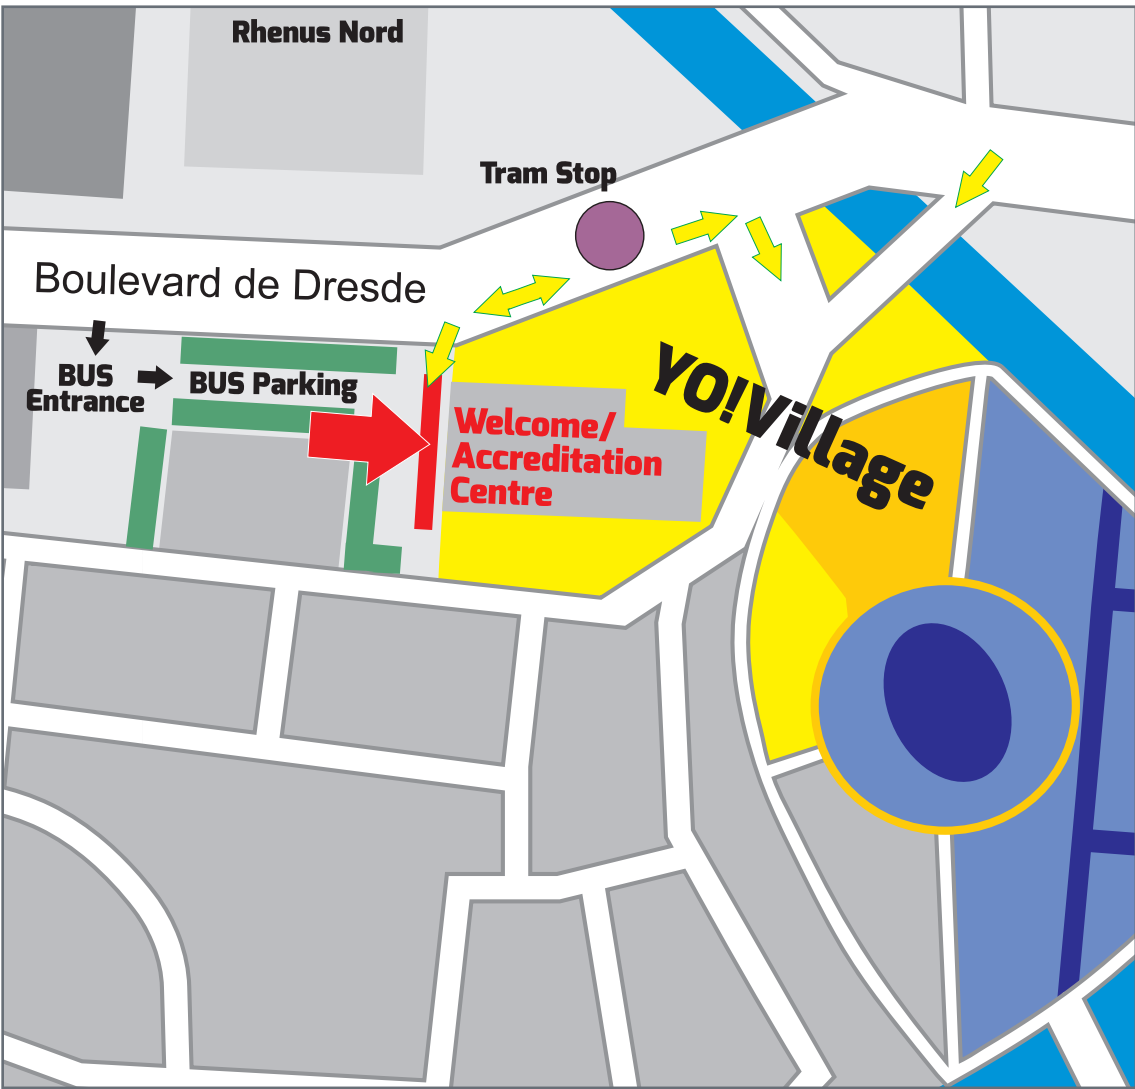 Rhenus Nord
Tram Stop
Boulevard de Dresde
BUS
Entrance
BUS Parking
YO!Village
Welcome/
Accreditation
Centre